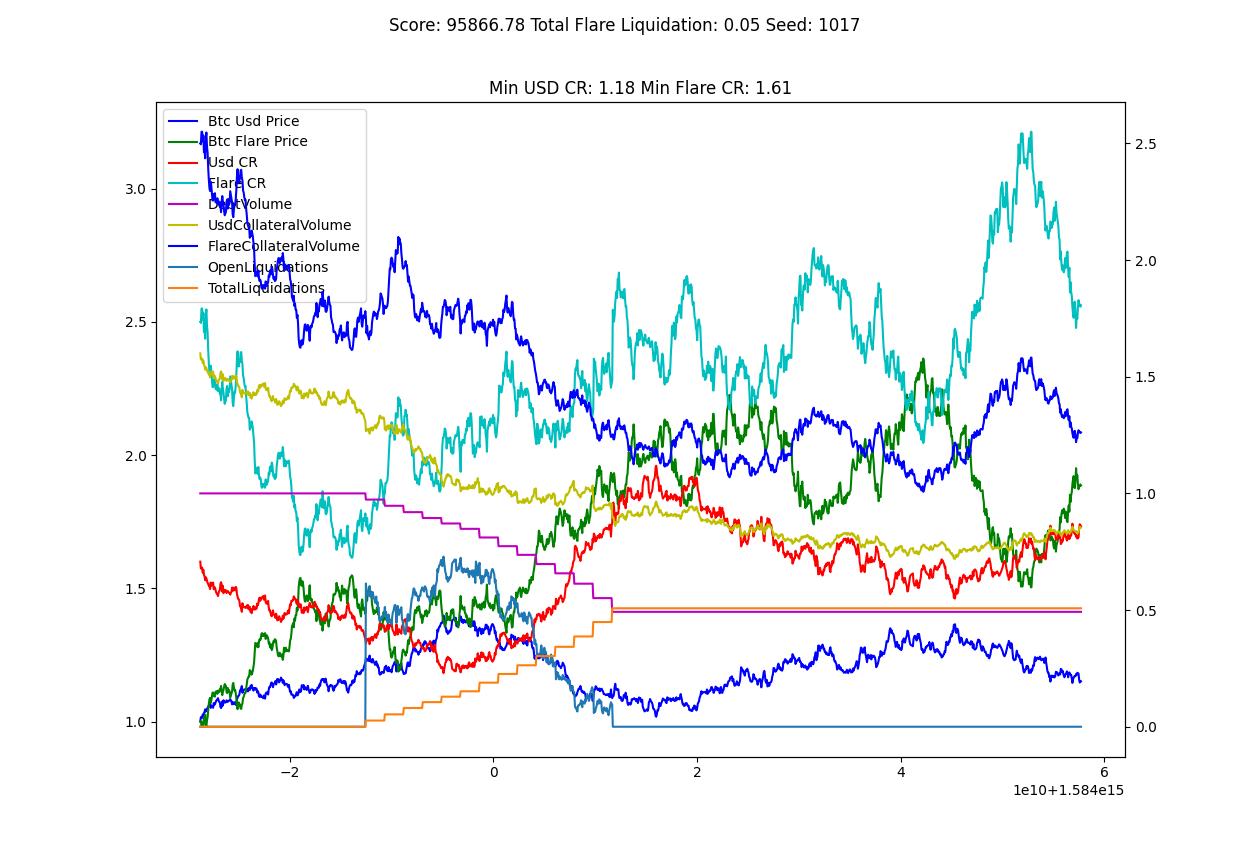 Score: 95866.78 Total Flare Liquidation: 0.05 Seed: 1017
Min USD CR: 1.18 Min Flare CR: 1.61
Btc Usd Price
Btc Flare Price
Usd CR
Flare CR
DebtVolume
UsdCollateralVolume
FlareCollateralVolume
OpenLiquidations
TotalLiquidations
3.0
2.5
2.0
1.5
1.0
2.5
2.0
1.5
1.0
0.5
0.0
−2
0
2
4
6
1e10+1.584e15